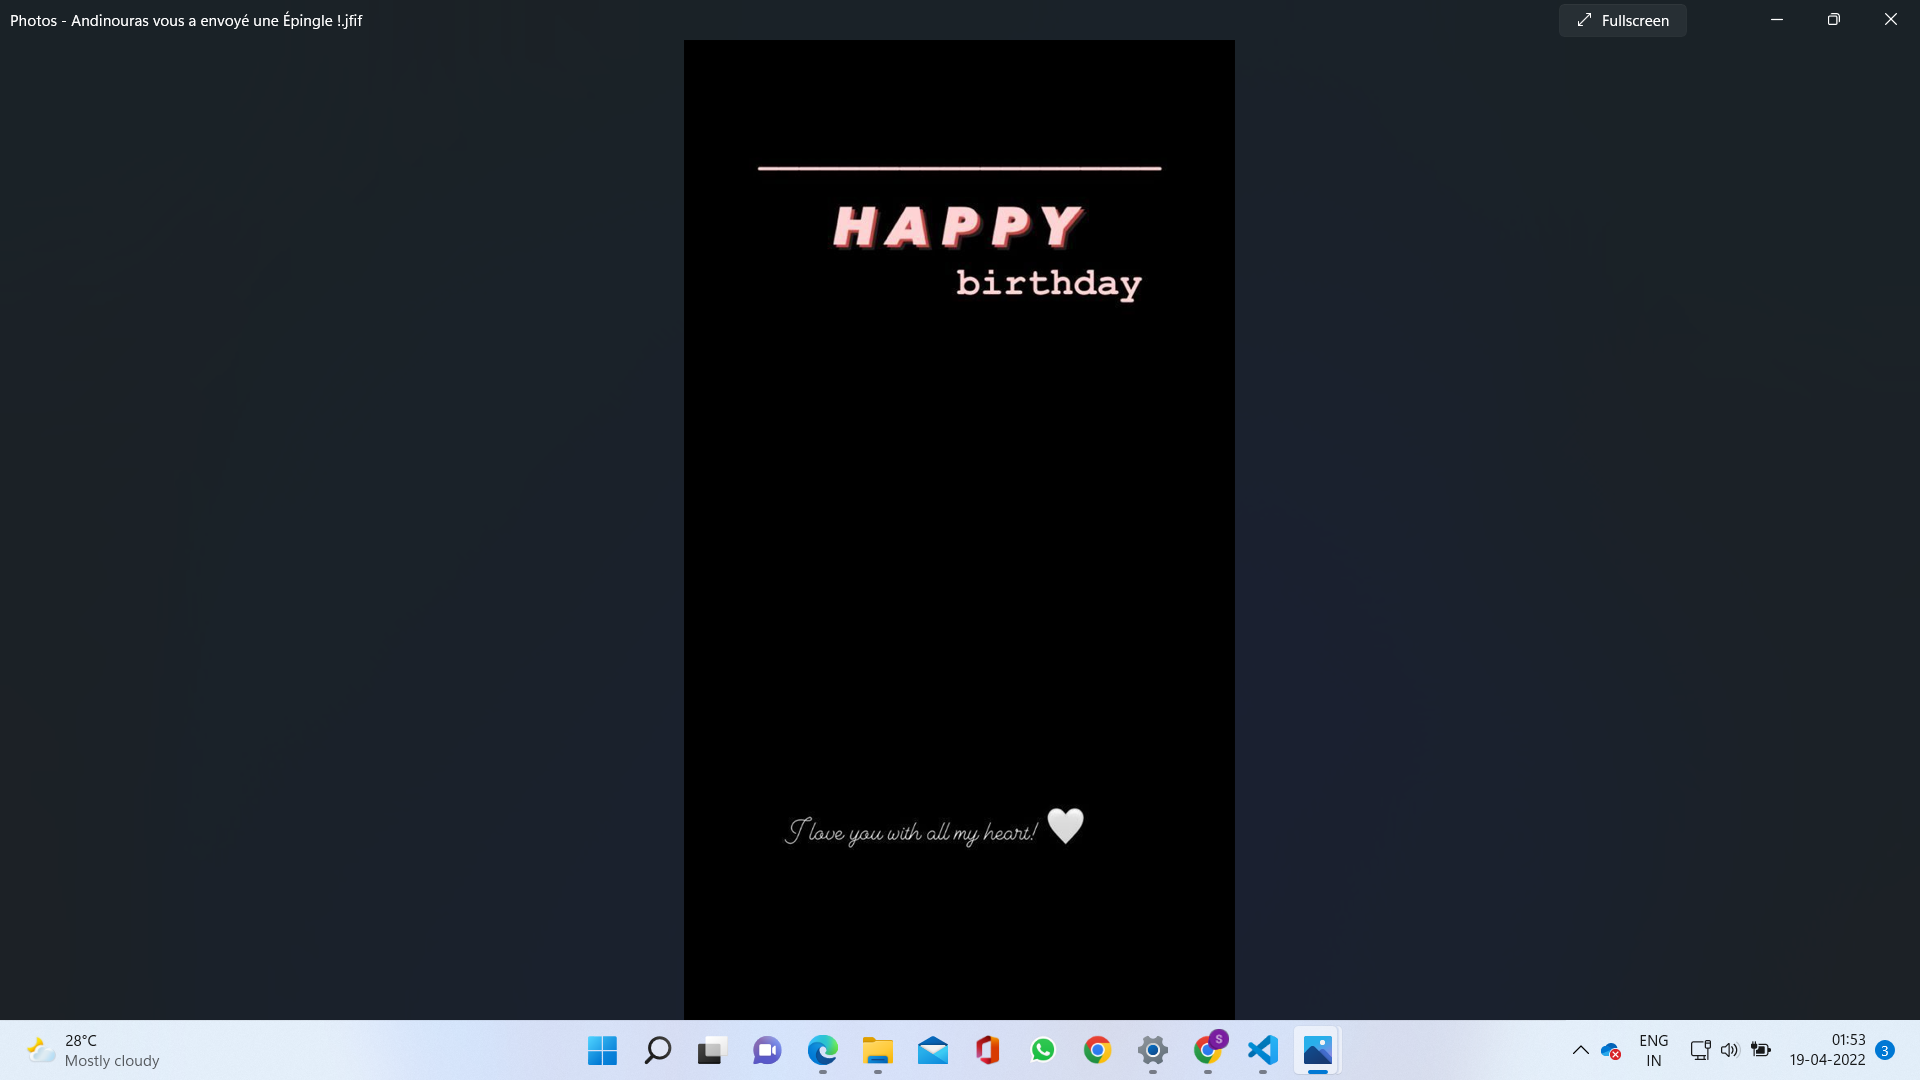 Photos - Andinouras vous a envoyé une Épingle !.jfif
Fullscreen
HAPPY
birthday
I love you with all my heart!
28°C
Mostly cloudy
S
ENG
IN
01:53
19-04-2022
3